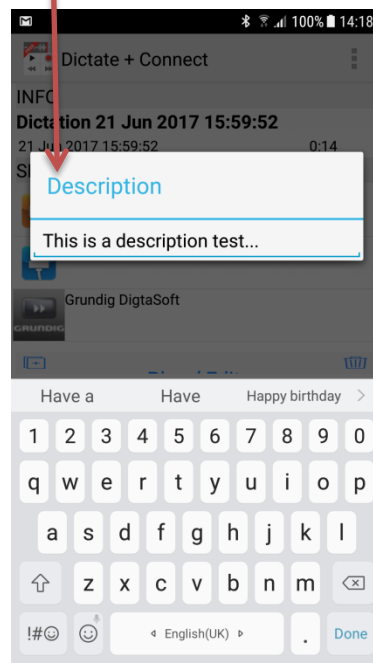 100% 14:18
Dictate + Connect
INFO
Dictation 21 Jun 2017 15:59:52
21 Jun 2017 15:59:52 0:14
Description
This is a description test...
Grundig DigtaSoft
GRUNDIG
Have a Have Happy birthday >
1 2 3 4 5 6 7 8 9 0
q w e r t y u i o p
a s d f g h j k l
z x c v b n m
!#☺ English(UK) . Done